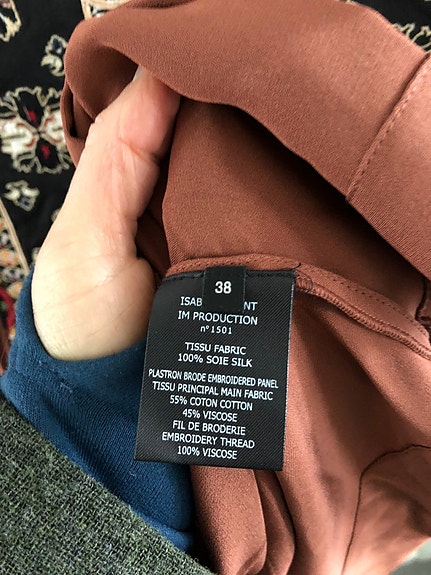 38
ISAB NT
IM PRODUCTION
n°1501
TISSU FABRIC
100% SOIE SILK
PLASTRON BRODE EMBROIDERED PANEL
TISSU PRINCIPAL MAIN FABRIC
55% COTON COTTON
45% VISCOSE
FIL DE BRODERIE
EMBROIDERY THREAD
100% VISCOSE